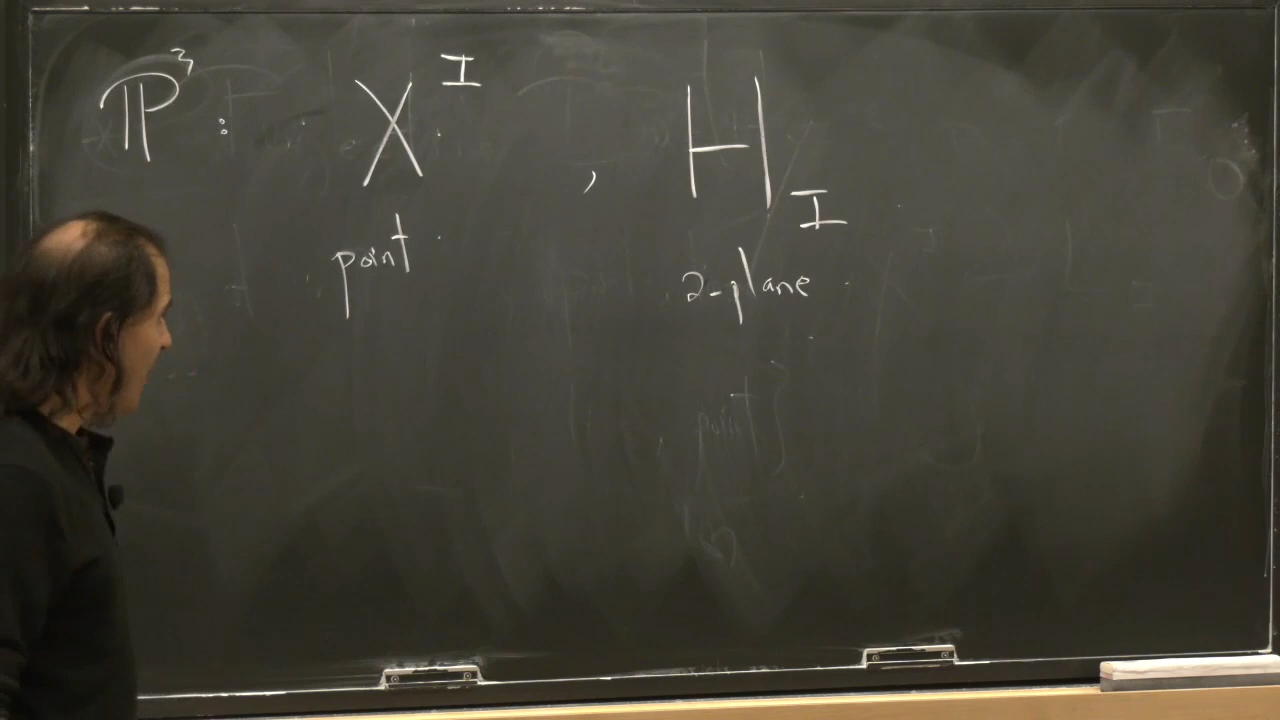 ℙ³ : X^I , H_I
point 2-plane